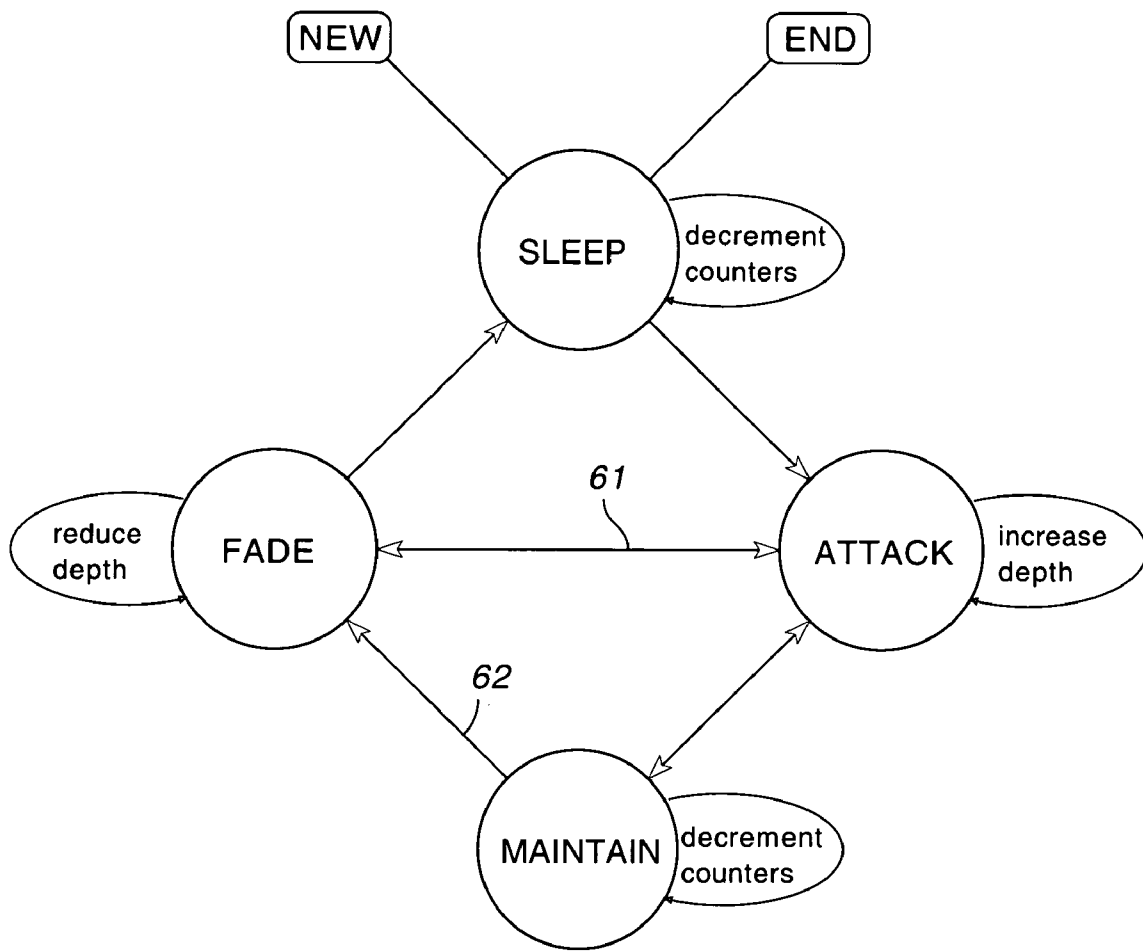 NEW
END
SLEEP
decrement
counters
61
reduce
depth
FADE
ATTACK
increase
depth
62
MAINTAIN
decrement
counters